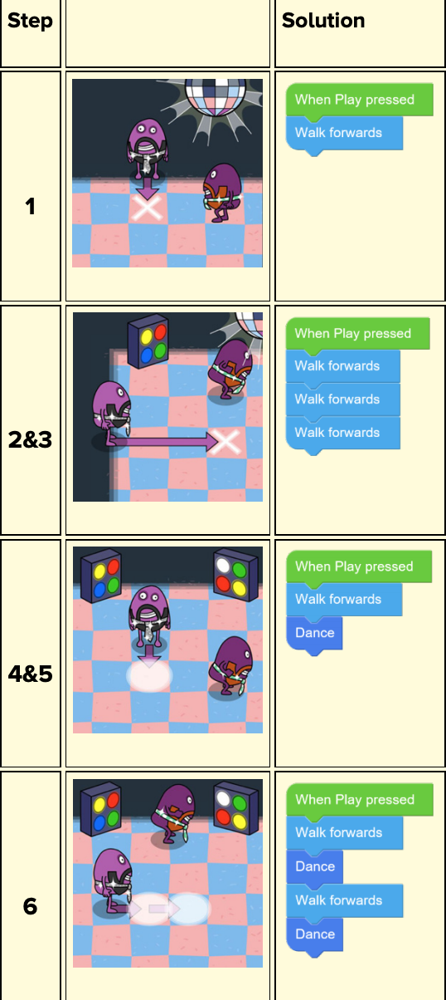 Step
Solution
1
When Play pressed
Walk forwards
2&3
When Play pressed
Walk forwards
Walk forwards
Walk forwards
4&5
When Play pressed
Walk forwards
Dance
6
When Play pressed
Walk forwards
Dance
Walk forwards
Dance